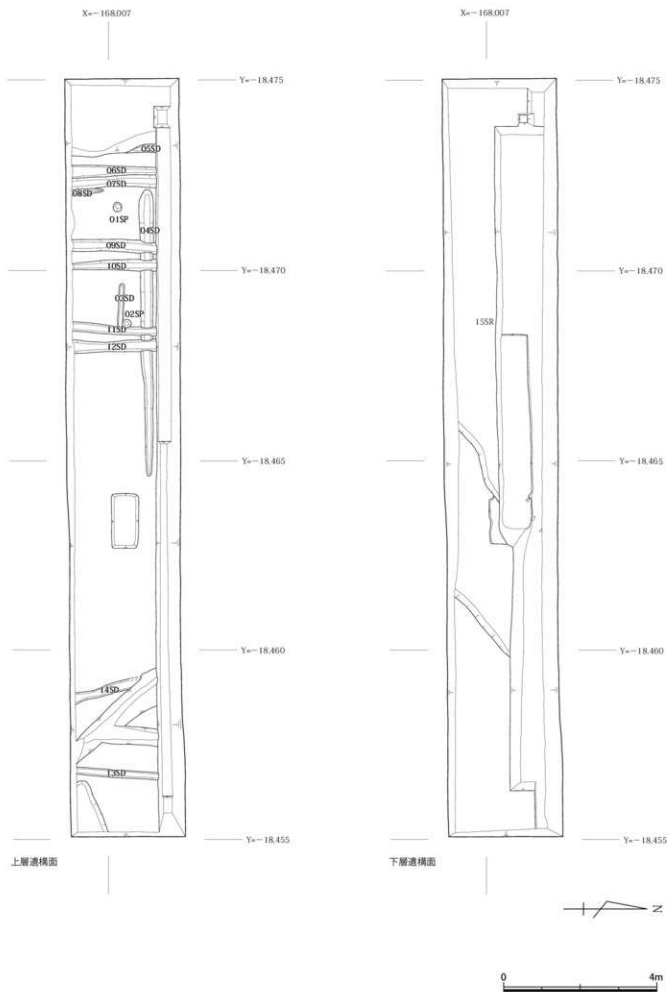 X=-168.007
Y=-18.475
05SD
06SD
07SD
08SD
01SP
04SD
09SD
Y=-18.470
10SD
03SD
02SP
11SD
12SD
Y=-18.465
Y=-18.460
14SD
13SD
Y=-18.455
上層遺構面
X=-168.007
Y=-18.475
Y=-18.470
15SR
Y=-18.465
Y=-18.460
Y=-18.455
下層遺構面
N
0 4m